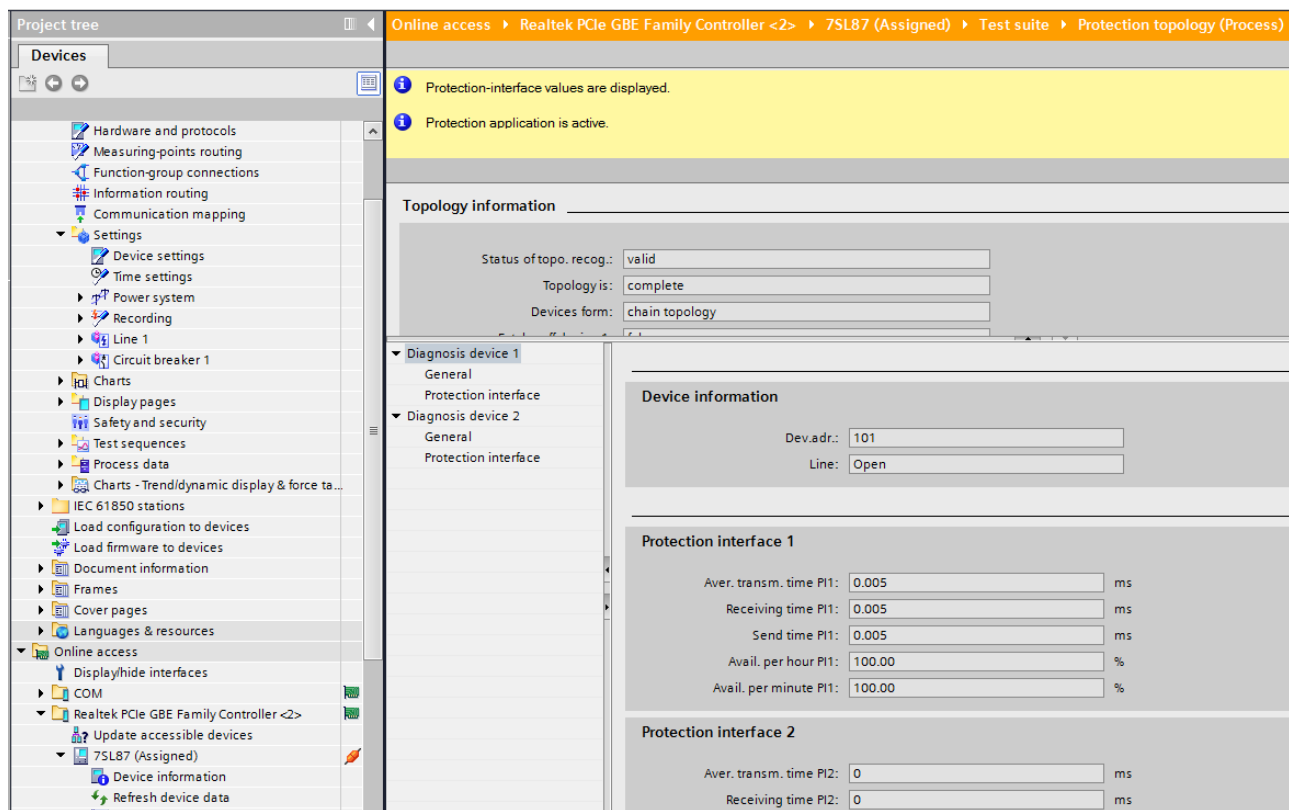 Project tree
Devices
Hardware and protocols
Measuring-points routing
Function-group connections
Information routing
Communication mapping
Settings
Device settings
Time settings
Power system
Recording
Line 1
Circuit breaker 1
Charts
Display pages
Safety and security
Test sequences
Process data
Charts - Trend/dynamic display & force ta...
IEC 61850 stations
Load configuration to devices
Load firmware to devices
Document information
Frames
Cover pages
Languages & resources
Online access
Display/hide interfaces
COM
Realtek PCIe GBE Family Controller <2>
Update accessible devices
7SL87 (Assigned)
Device information
Refresh device data
Online access Realtek PCIe GBE Family Controller <2> 7SL87 (Assigned) Test suite Protection topology (Process)
Protection-interface values are displayed.
Protection application is active.
Topology information
Status of topo. recog.: valid
Topology is: complete
Devices form: chain topology
Diagnosis device 1
General
Protection interface
Diagnosis device 2
General
Protection interface
Device information
Dev.adr.: 101
Line: Open
Protection interface 1
Aver. transm. time PI1: 0.005 ms
Receiving time PI1: 0.005 ms
Send time PI1: 0.005 ms
Avail. per hour PI1: 100.00 %
Avail. per minute PI1: 100.00 %
Protection interface 2
Aver. transm. time PI2: 0 ms
Receiving time PI2: 0 ms